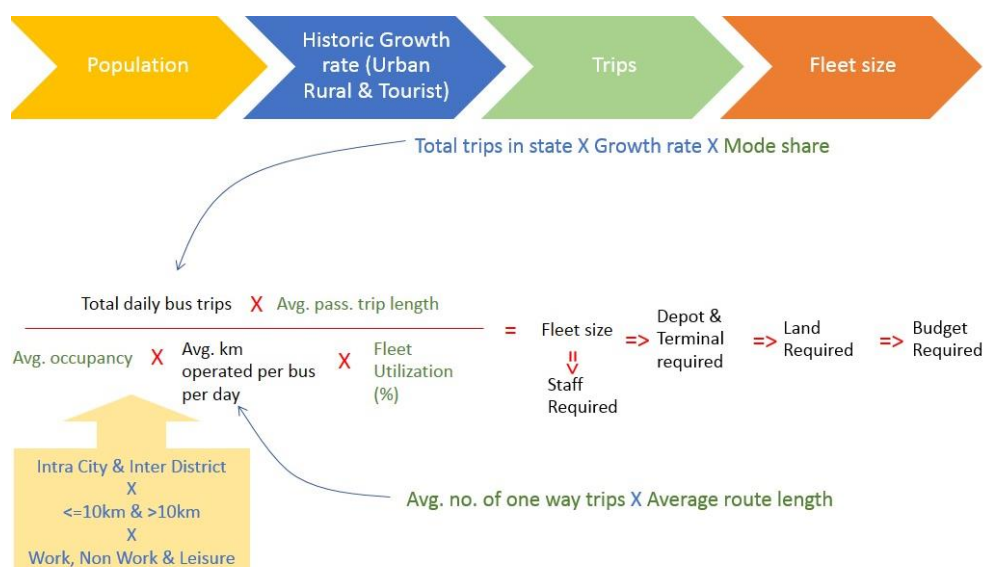 Population
Historic Growth
rate (Urban
Rural & Tourist)
Trips
Fleet size
Total trips in state X Growth rate X Mode share
Total daily bus trips X Avg. pass. trip length
Avg. occupancy X Avg. km
operated per bus
per day
X Fleet
Utilization
(%)
= Fleet size
=>
Staff
Required
=> Depot &
Terminal
required
=> Land
Required
=> Budget
Required
Intra City & Inter District
X
<=10km & >10km
X
Work, Non Work & Leisure
Avg. no. of one way trips X Average route length